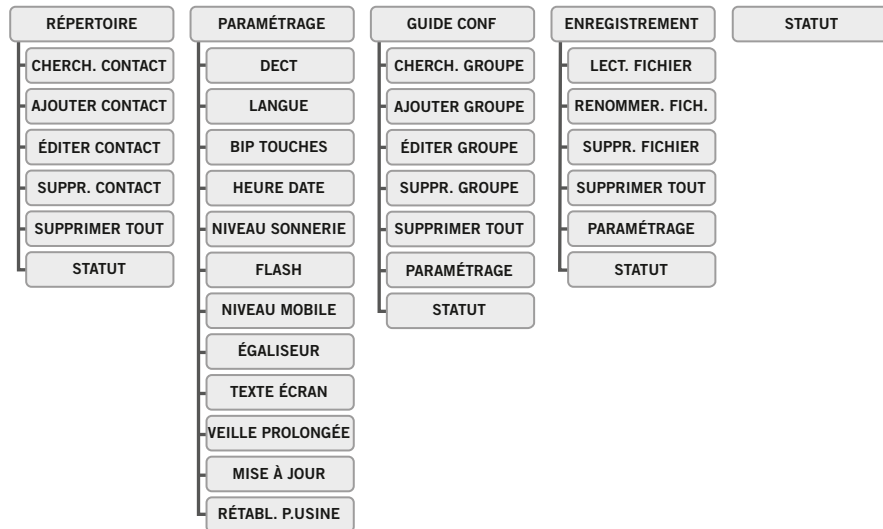 RÉPERTOIRE
CHERCH. CONTACT
AJOUTER CONTACT
ÉDITER CONTACT
SUPPR. CONTACT
SUPPRIMER TOUT
STATUT
PARAMÉTRAGE
DECT
LANGUE
BIP TOUCHES
HEURE DATE
NIVEAU SONNERIE
FLASH
NIVEAU MOBILE
ÉGALISEUR
TEXTE ÉCRAN
VEILLE PROLONGÉE
MISE À JOUR
RÉTABL. P.USINE
GUIDE CONF
CHERCH. GROUPE
AJOUTER GROUPE
ÉDITER GROUPE
SUPPR. GROUPE
SUPPRIMER TOUT
PARAMÉTRAGE
STATUT
ENREGISTREMENT
LECT. FICHIER
RENOMMER. FICH.
SUPPR. FICHIER
SUPPRIMER TOUT
PARAMÉTRAGE
STATUT
STATUT